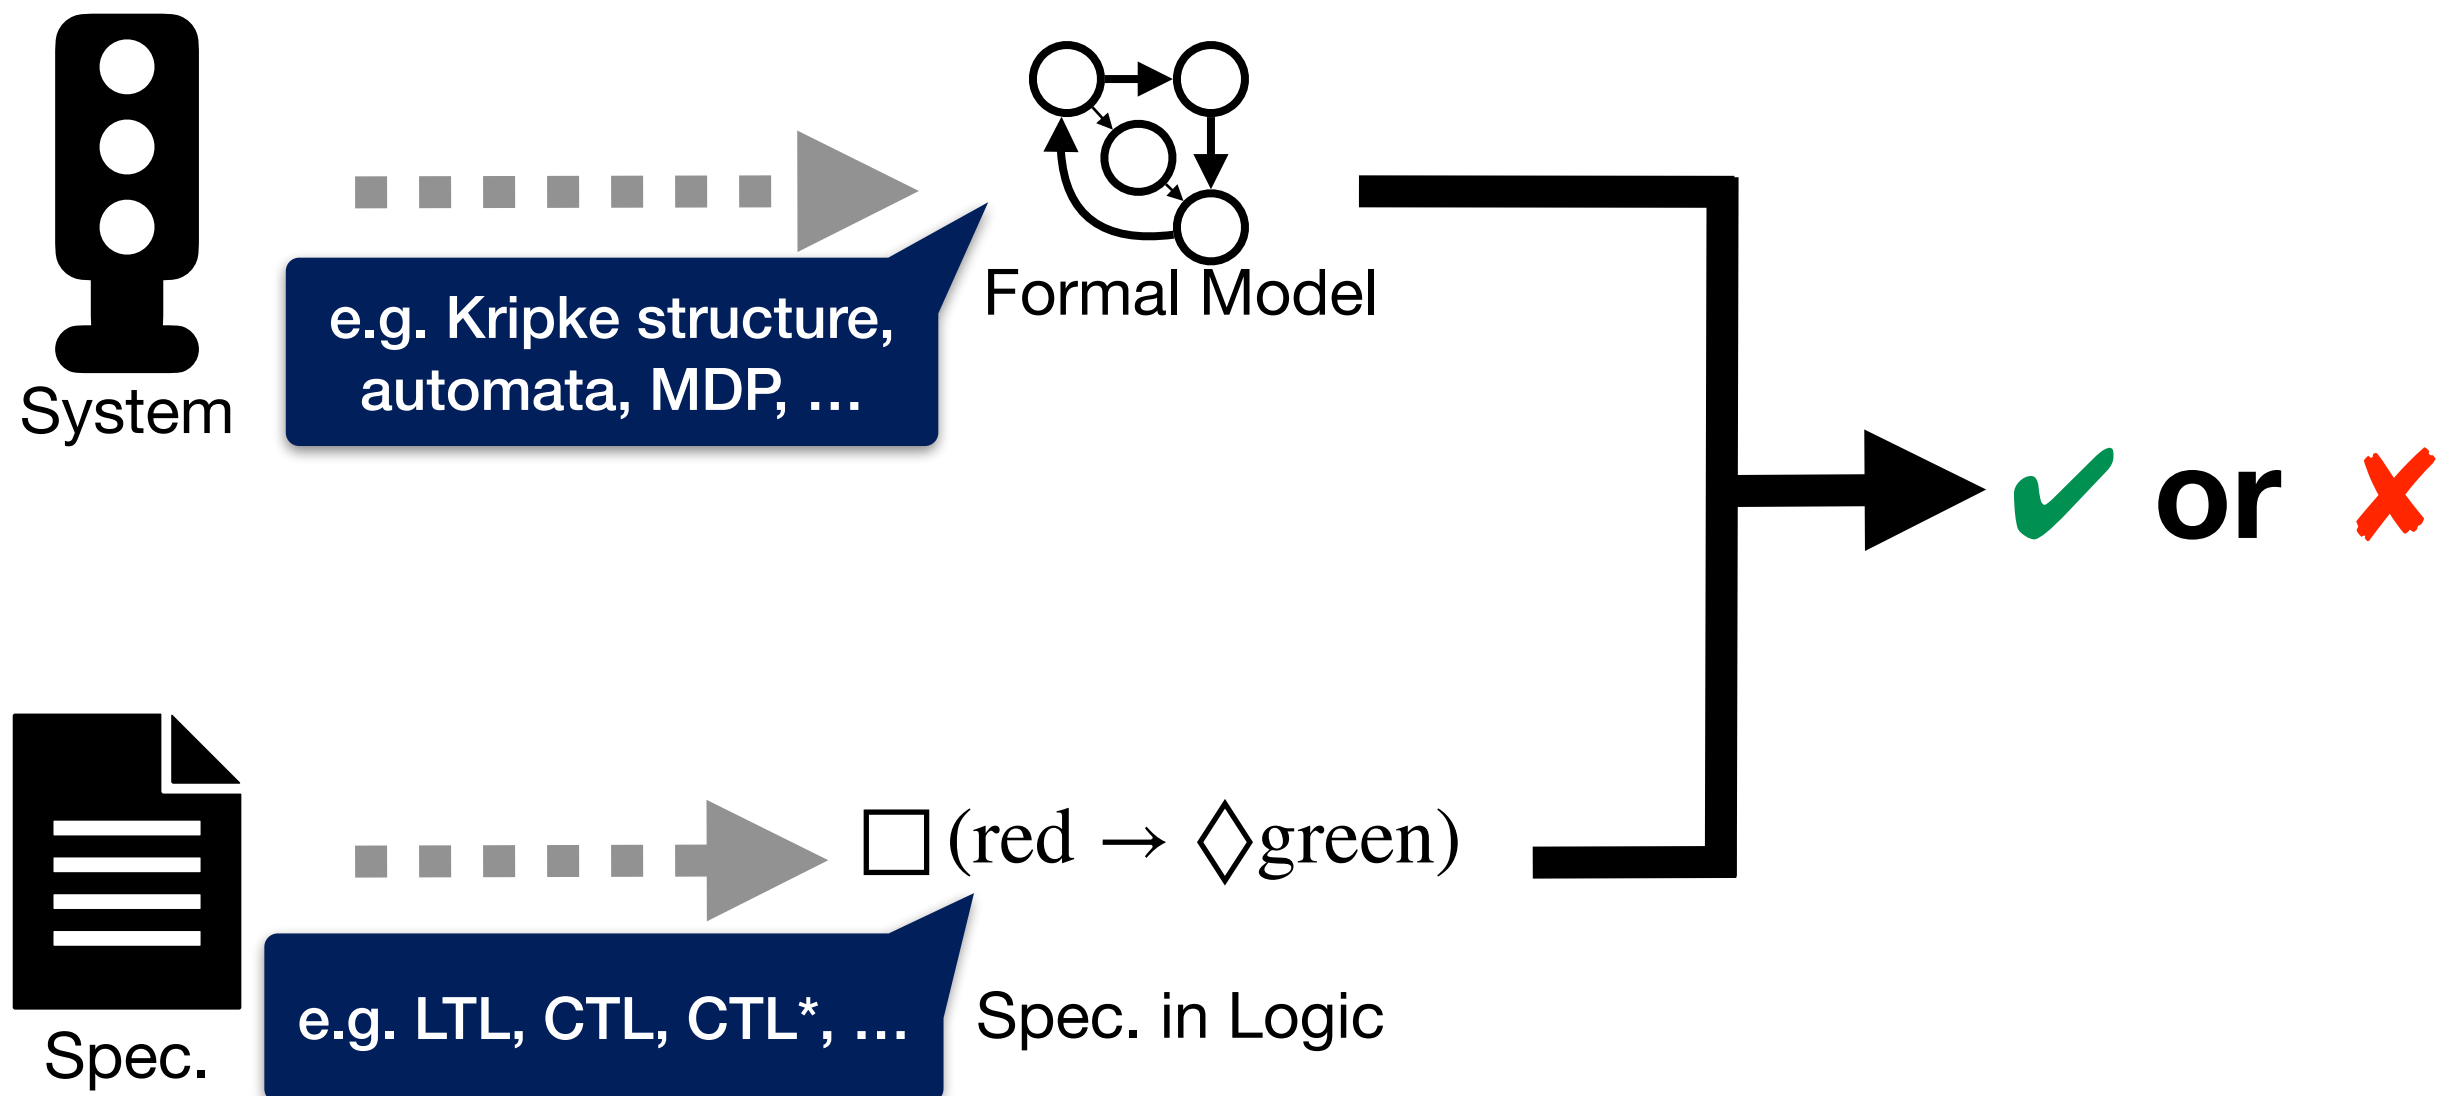 System
e.g. Kripke structure,
automata, MDP, ...
Formal Model
✔ or ✘
□(red → ◇green)
Spec.
e.g. LTL, CTL, CTL*, ...
Spec. in Logic